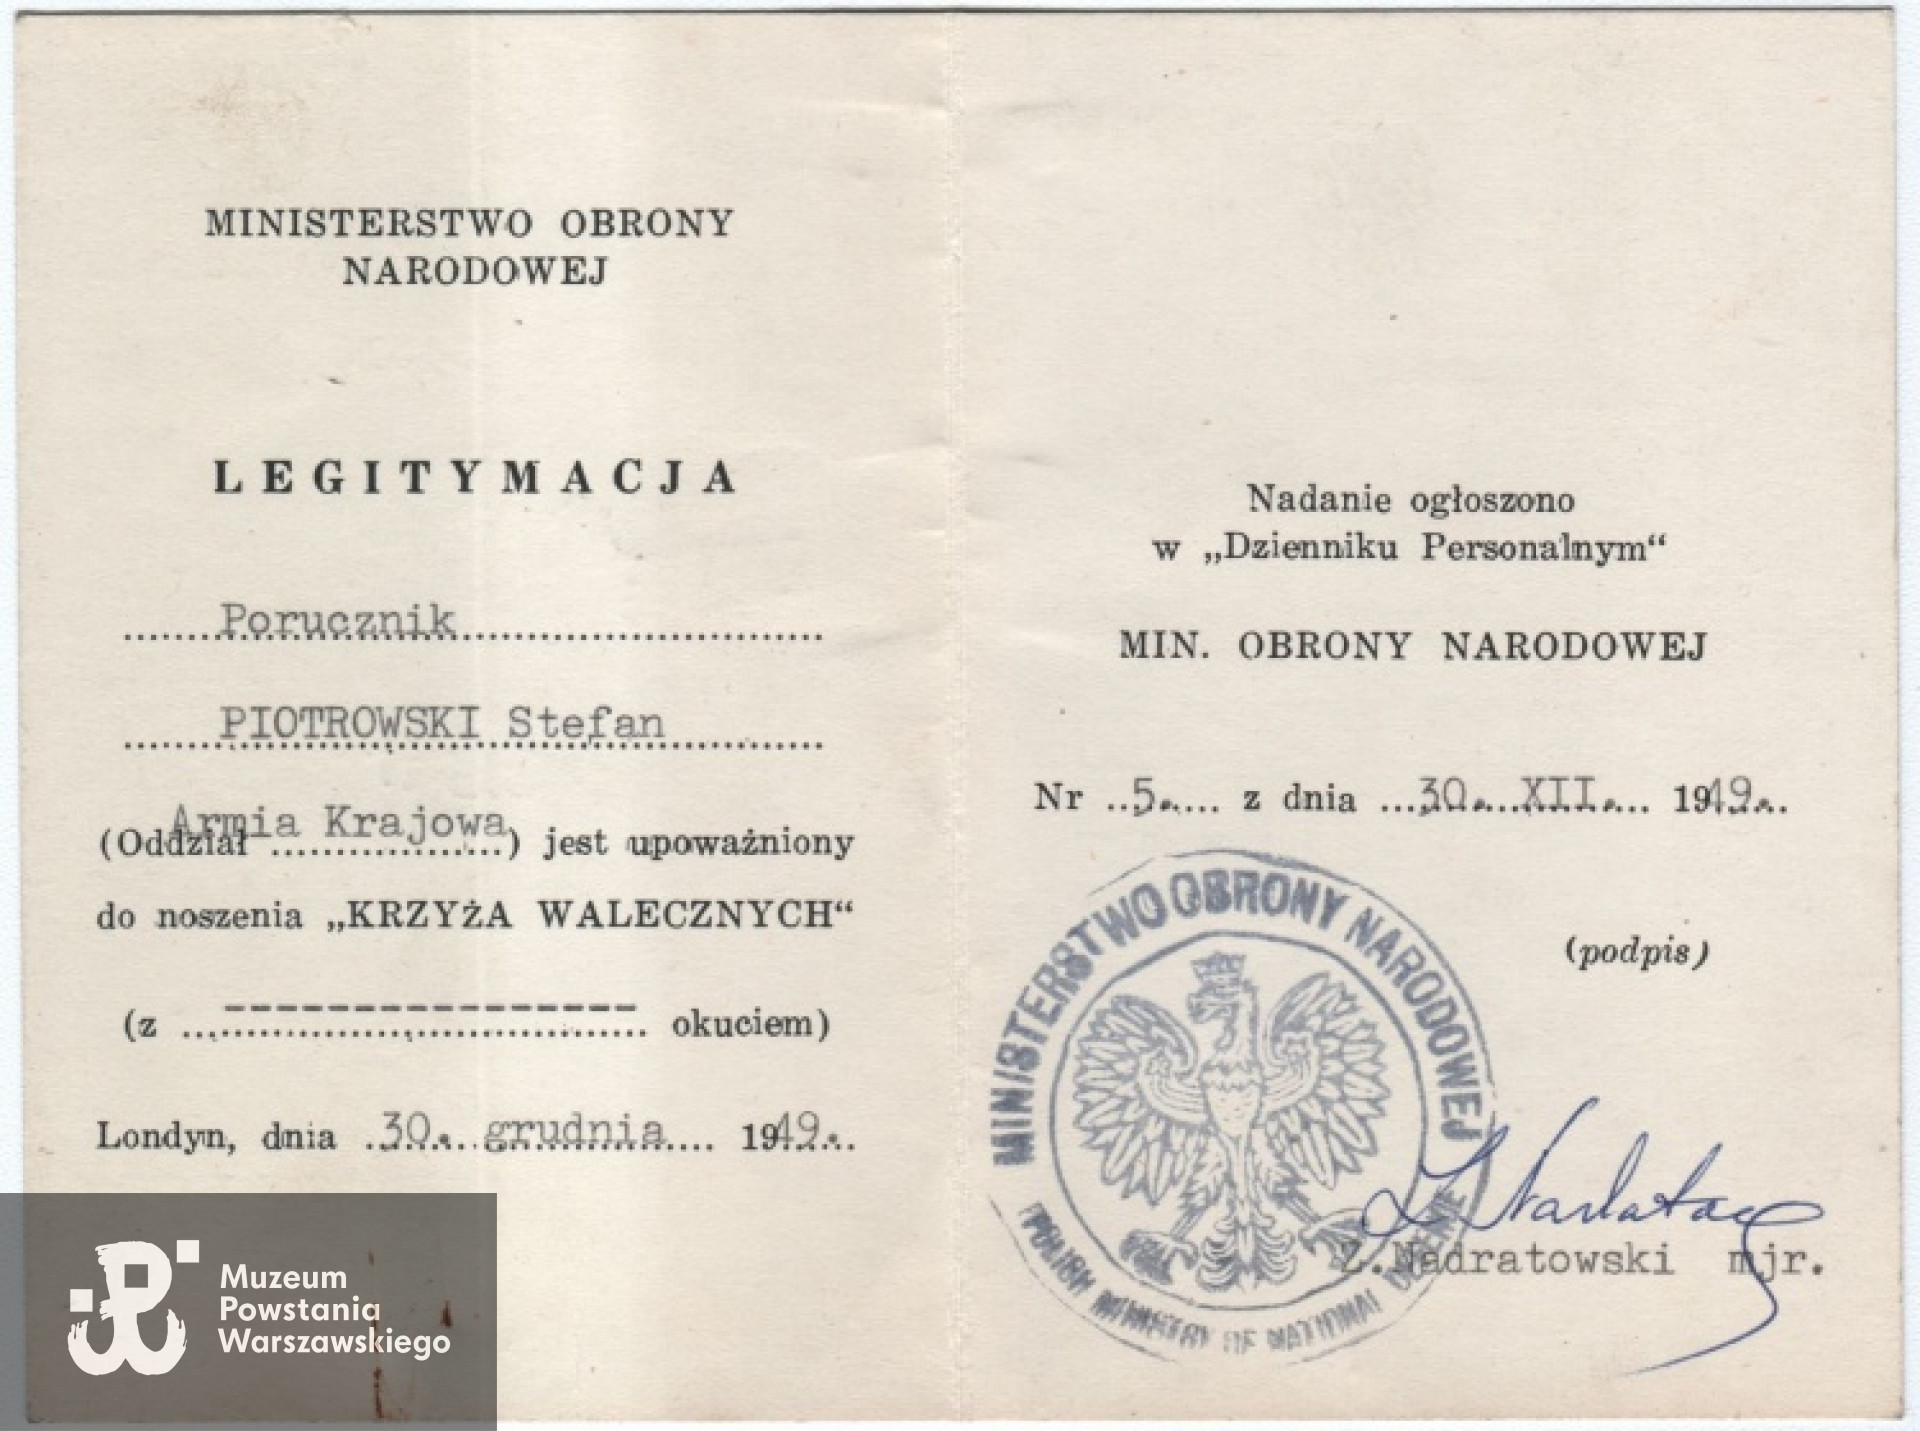 MINISTERSTWO OBRONY
NARODOWEJ
LEGITYMACJA
Porucznik
PIOTROWSKI Stefan
Armia Krajowa
(Oddział ..................) jest upoważniony
do noszenia „KRZYŻA WALECZNYCH“
(z ---------------- okuciem)
Londyn, dnia 30. grudnia 1949.
Nadanie ogłoszono
w „Dzienniku Personalnym“
MIN. OBRONY NARODOWEJ
Nr 5. z dnia 30. XII. 1949.
(podpis)
MINISTERSTWO OBRONY NARODOWEJ
POLISH MINISTRY OF NATIONAL DEFENCE
Z.Nadratowski mjr.
Muzeum
Powstania
Warszawskiego